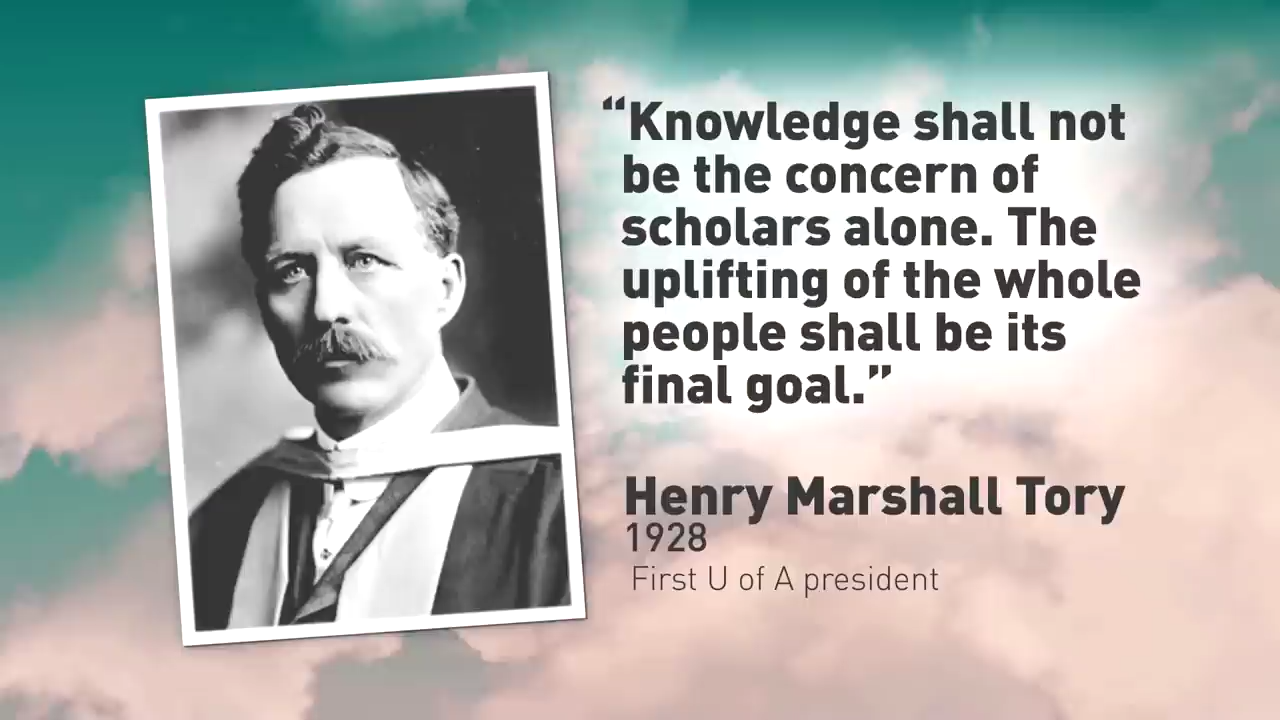 “Knowledge shall not
be the concern of
scholars alone. The
uplifting of the whole
people shall be its
final goal.”
Henry Marshall Tory
1928
First U of A president